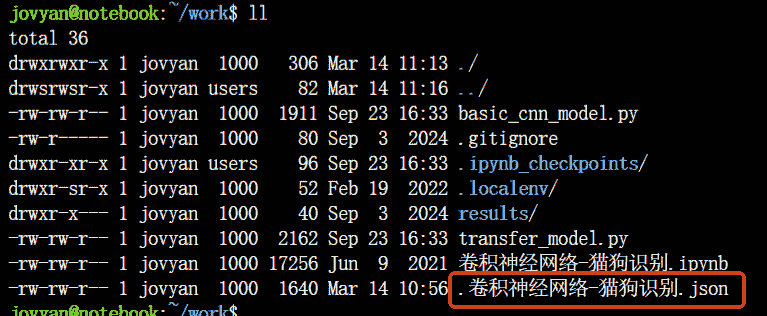 jovyan@notebook:~/work$ ll
total 36
drwxrwxr-x 1 jovyan  1000   306 Mar 14 11:13 ./
drwsrwsr-x 1 jovyan users    82 Mar 14 11:16 ../
-rw-rw-r-- 1 jovyan  1000  1911 Sep 23 16:33 basic_cnn_model.py
-rw-r----- 1 jovyan  1000    80 Sep  3  2024 .gitignore
drwxr-xr-x 1 jovyan users    96 Sep 23 16:33 .ipynb_checkpoints/
drwxr-sr-x 1 jovyan  1000    52 Feb 19  2022 .localenv/
drwxr-x--- 1 jovyan  1000    40 Sep  3  2024 results/
-rw-rw-r-- 1 jovyan  1000  2162 Sep 23 16:33 transfer_model.py
-rw-rw-r-- 1 jovyan  1000 17256 Jun  9  2021 卷积神经网络-猫狗识别.ipynb
-rw-rw-r-- 1 jovyan  1000  1640 Mar 14 10:56 .卷积神经网络-猫狗识别.json
jovyan@notebook:~/work$